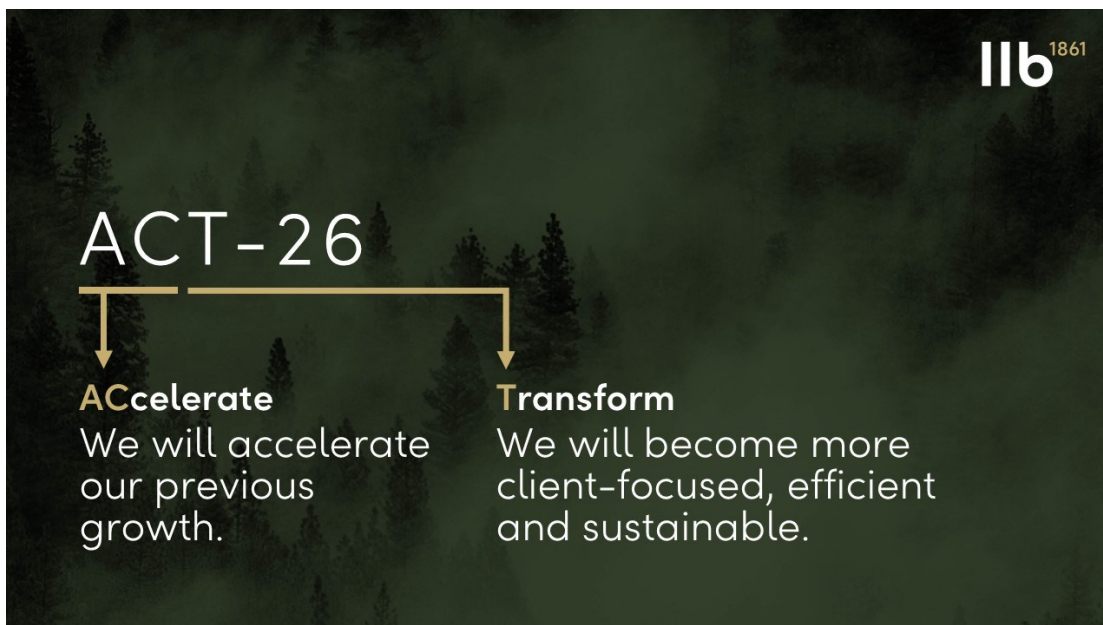 llb 1861
ACT-26
ACcelerate
We will accelerate
our previous
growth.
Transform
We will become more
client-focused, efficient
and sustainable.